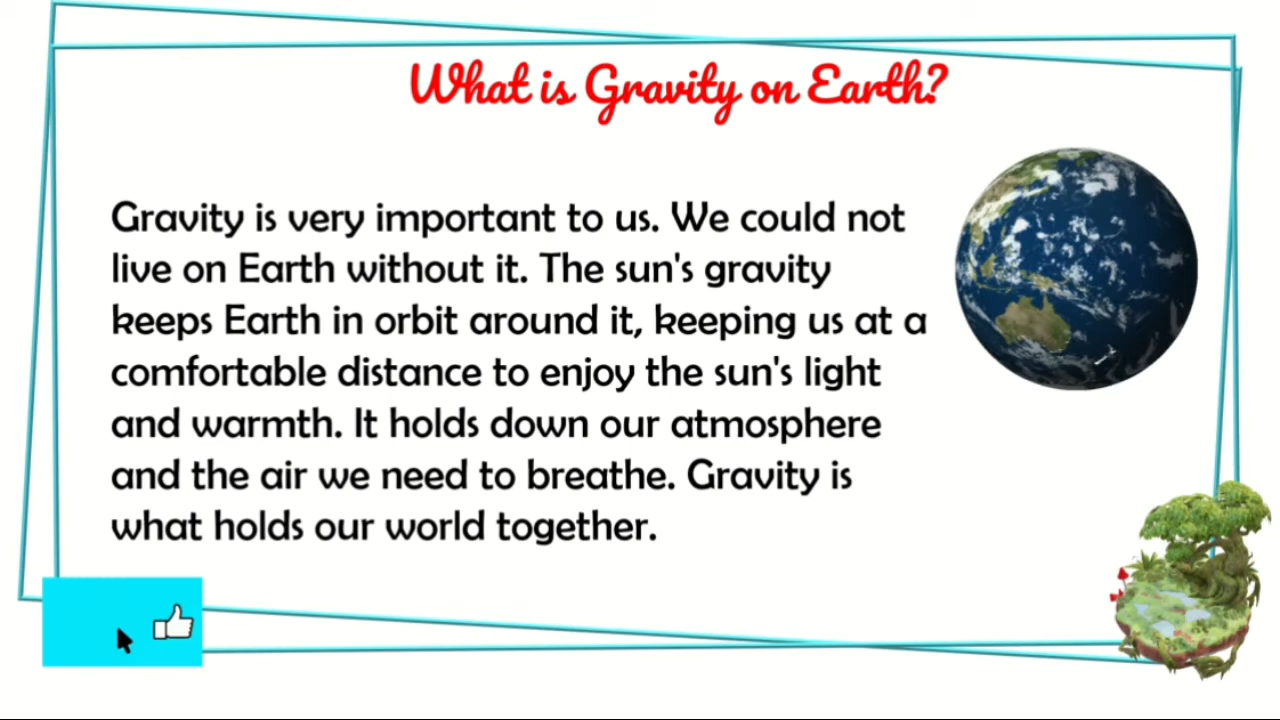 What is Gravity on Earth?
Gravity is very important to us. We could not
live on Earth without it. The sun's gravity
keeps Earth in orbit around it, keeping us at a
comfortable distance to enjoy the sun's light
and warmth. It holds down our atmosphere
and the air we need to breathe. Gravity is
what holds our world together.